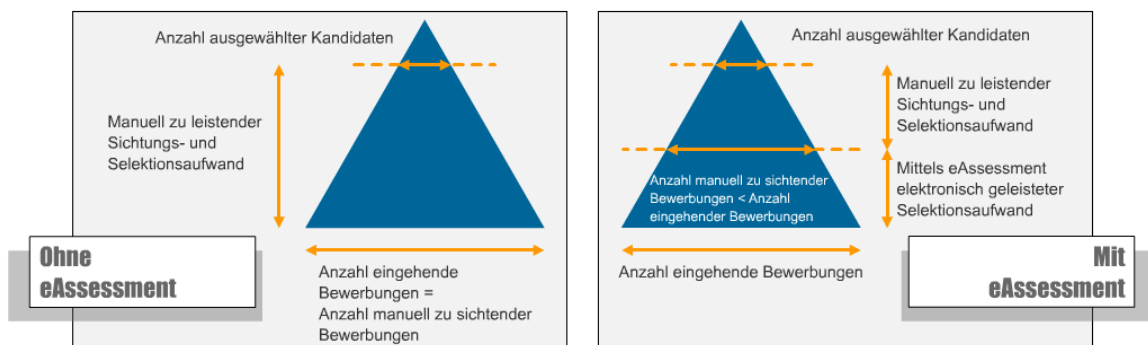 Anzahl ausgewählter Kandidaten
Manuell zu leistender
Sichtungs- und
Selektionsaufwand
Ohne
eAssessment
Anzahl eingehende
Bewerbungen =
Anzahl manuell zu sichtender
Bewerbungen
Anzahl ausgewählter Kandidaten
Manuell zu leistender
Sichtungs- und
Selektionsaufwand
Anzahl manuell zu sichtender
Bewerbungen < Anzahl
eingehender Bewerbungen
Mittels eAssessment
elektronisch geleisteter
Selektionsaufwand
Anzahl eingehende Bewerbungen
Mit
eAssessment